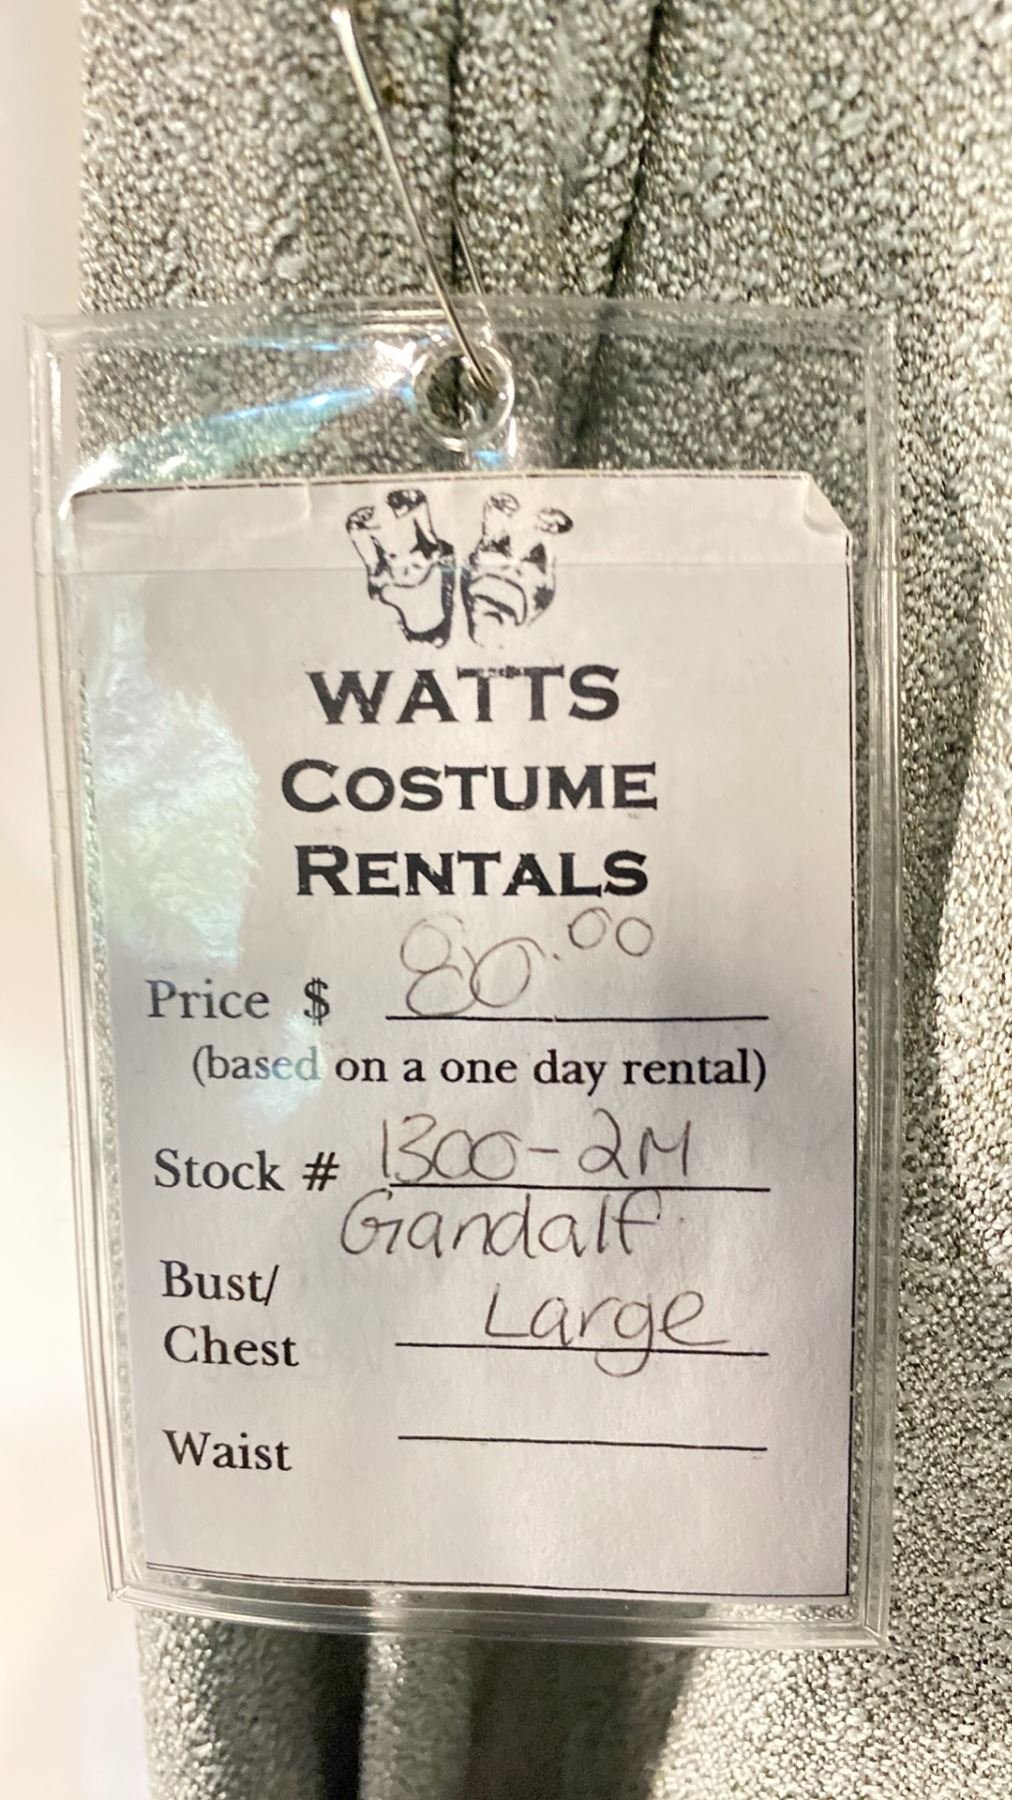 WATTS
COSTUME
RENTALS
Price $ 80.00
(based on a one day rental)
Stock # 1300-2M
Gandalf
Bust/
Chest Large
Waist